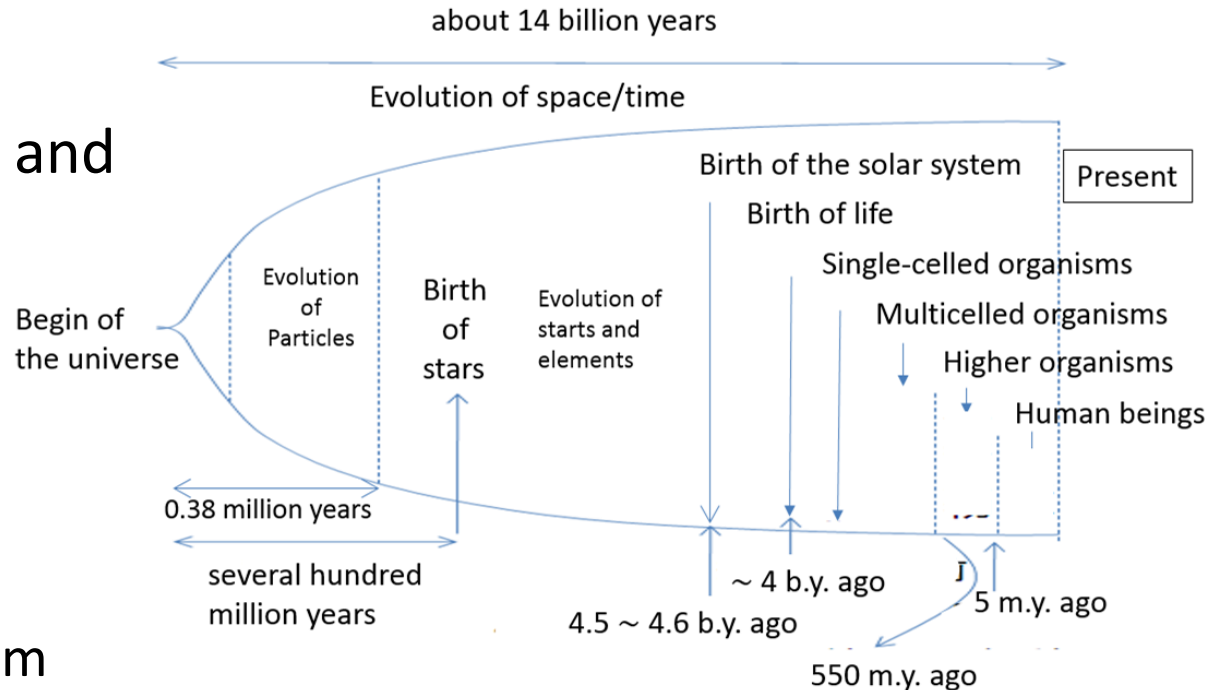 about 14 billion years
Evolution of space/time
and
Birth of the solar system
Present
Birth of life
Single-celled organisms
Evolution
of
Particles
Birth
of
stars
Evolution of
starts and
elements
Begin of
the universe
Multicelled organisms
Higher organisms
Human beings
0.38 million years
several hundred
million years
~ 4 b.y. ago
5 m.y. ago
4.5 ~ 4.6 b.y. ago
550 m.y. ago
m